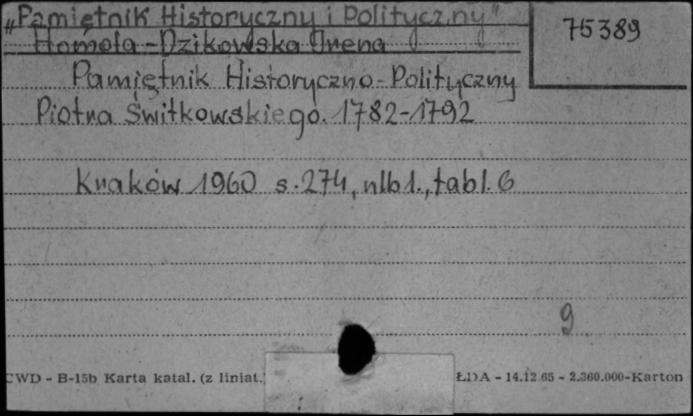 „Pamiętnik Historyczny i Polityczny”
75389
Homola-Dzikowska Irena
Pamiętnik Historyczno-Polityczny
Piotra Świtkowskiego. 1782-1792
Kraków 1960 s. 274, nlb1., tabl. 6
9
CWD - B-15b Karta katal. (z liniat.
ŁDA - 14.12.65 - 2.360.000-Karton